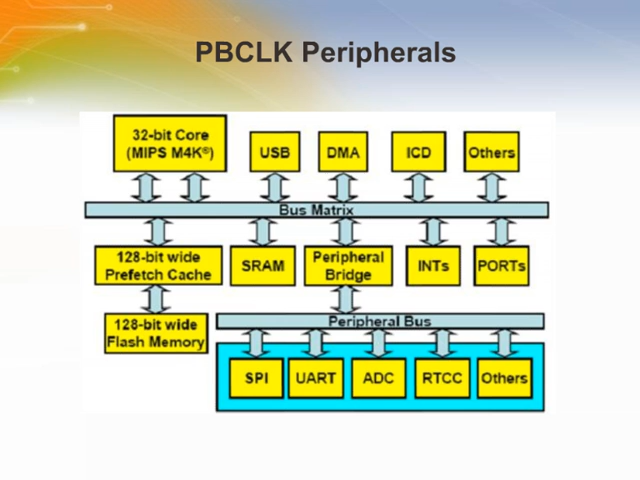 PBCLK Peripherals
32-bit Core
(MIPS M4K®)
USB
DMA
ICD
Others
Bus Matrix
128-bit wide
Prefetch Cache
SRAM
Peripheral
Bridge
INTs
PORTs
128-bit wide
Flash Memory
Peripheral Bus
SPI
UART
ADC
RTCC
Others